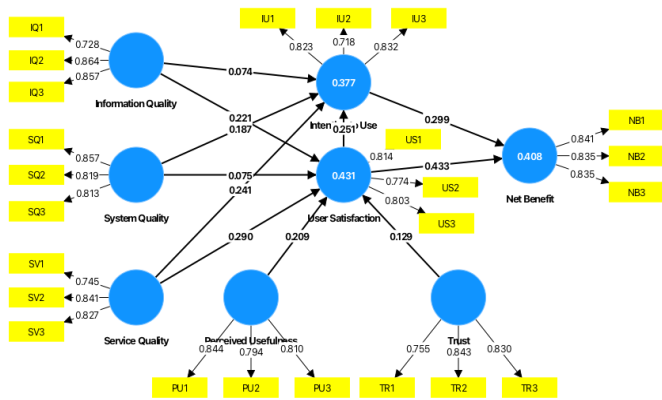 IU1
IU2
IU3
IQ1
0.728
0.823
0.718
0.832
IQ2
0.864
0.377
IQ3
0.857
0.074
Information Quality
0.221
0.187
0.251
Use
0.299
SQ1
0.857
US1
0.814
NB1
0.841
SQ2
0.819
0.075
0.431
0.433
0.408
0.835
NB2
0.774
US2
SQ3
0.813
0.241
0.803
0.835
NB3
System Quality
User Satisfaction
US3
Net Benefit
0.290
0.209
0.129
SV1
0.745
SV2
0.841
SV3
0.827
Service Quality
Perceived Usefulness
Trust
0.844
0.794
0.810
0.755
0.843
0.830
PU1
PU2
PU3
TR1
TR2
TR3